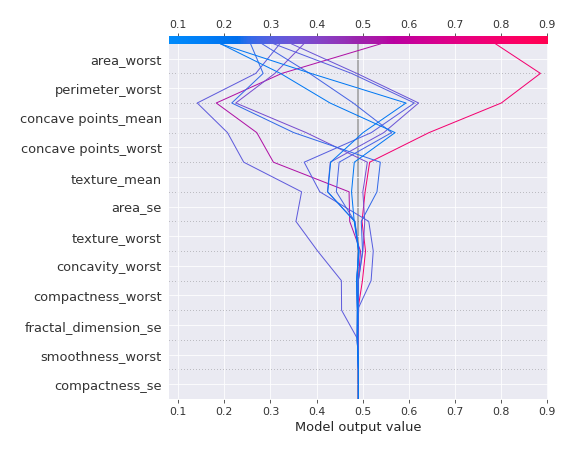 0.1 0.2 0.3 0.4 0.5 0.6 0.7 0.8 0.9
area_worst
perimeter_worst
concave points_mean
concave points_worst
texture_mean
area_se
texture_worst
concavity_worst
compactness_worst
fractal_dimension_se
smoothness_worst
compactness_se
0.1 0.2 0.3 0.4 0.5 0.6 0.7 0.8 0.9
Model output value